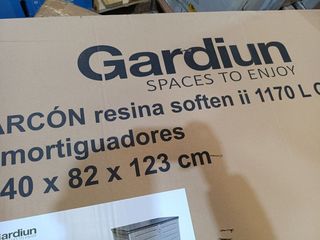 Gardiun
SPACES TO ENJOY
ARCÓN resina soften ii 1170 L
mortiguadores
40 x 82 x 123 cm
Gardiun